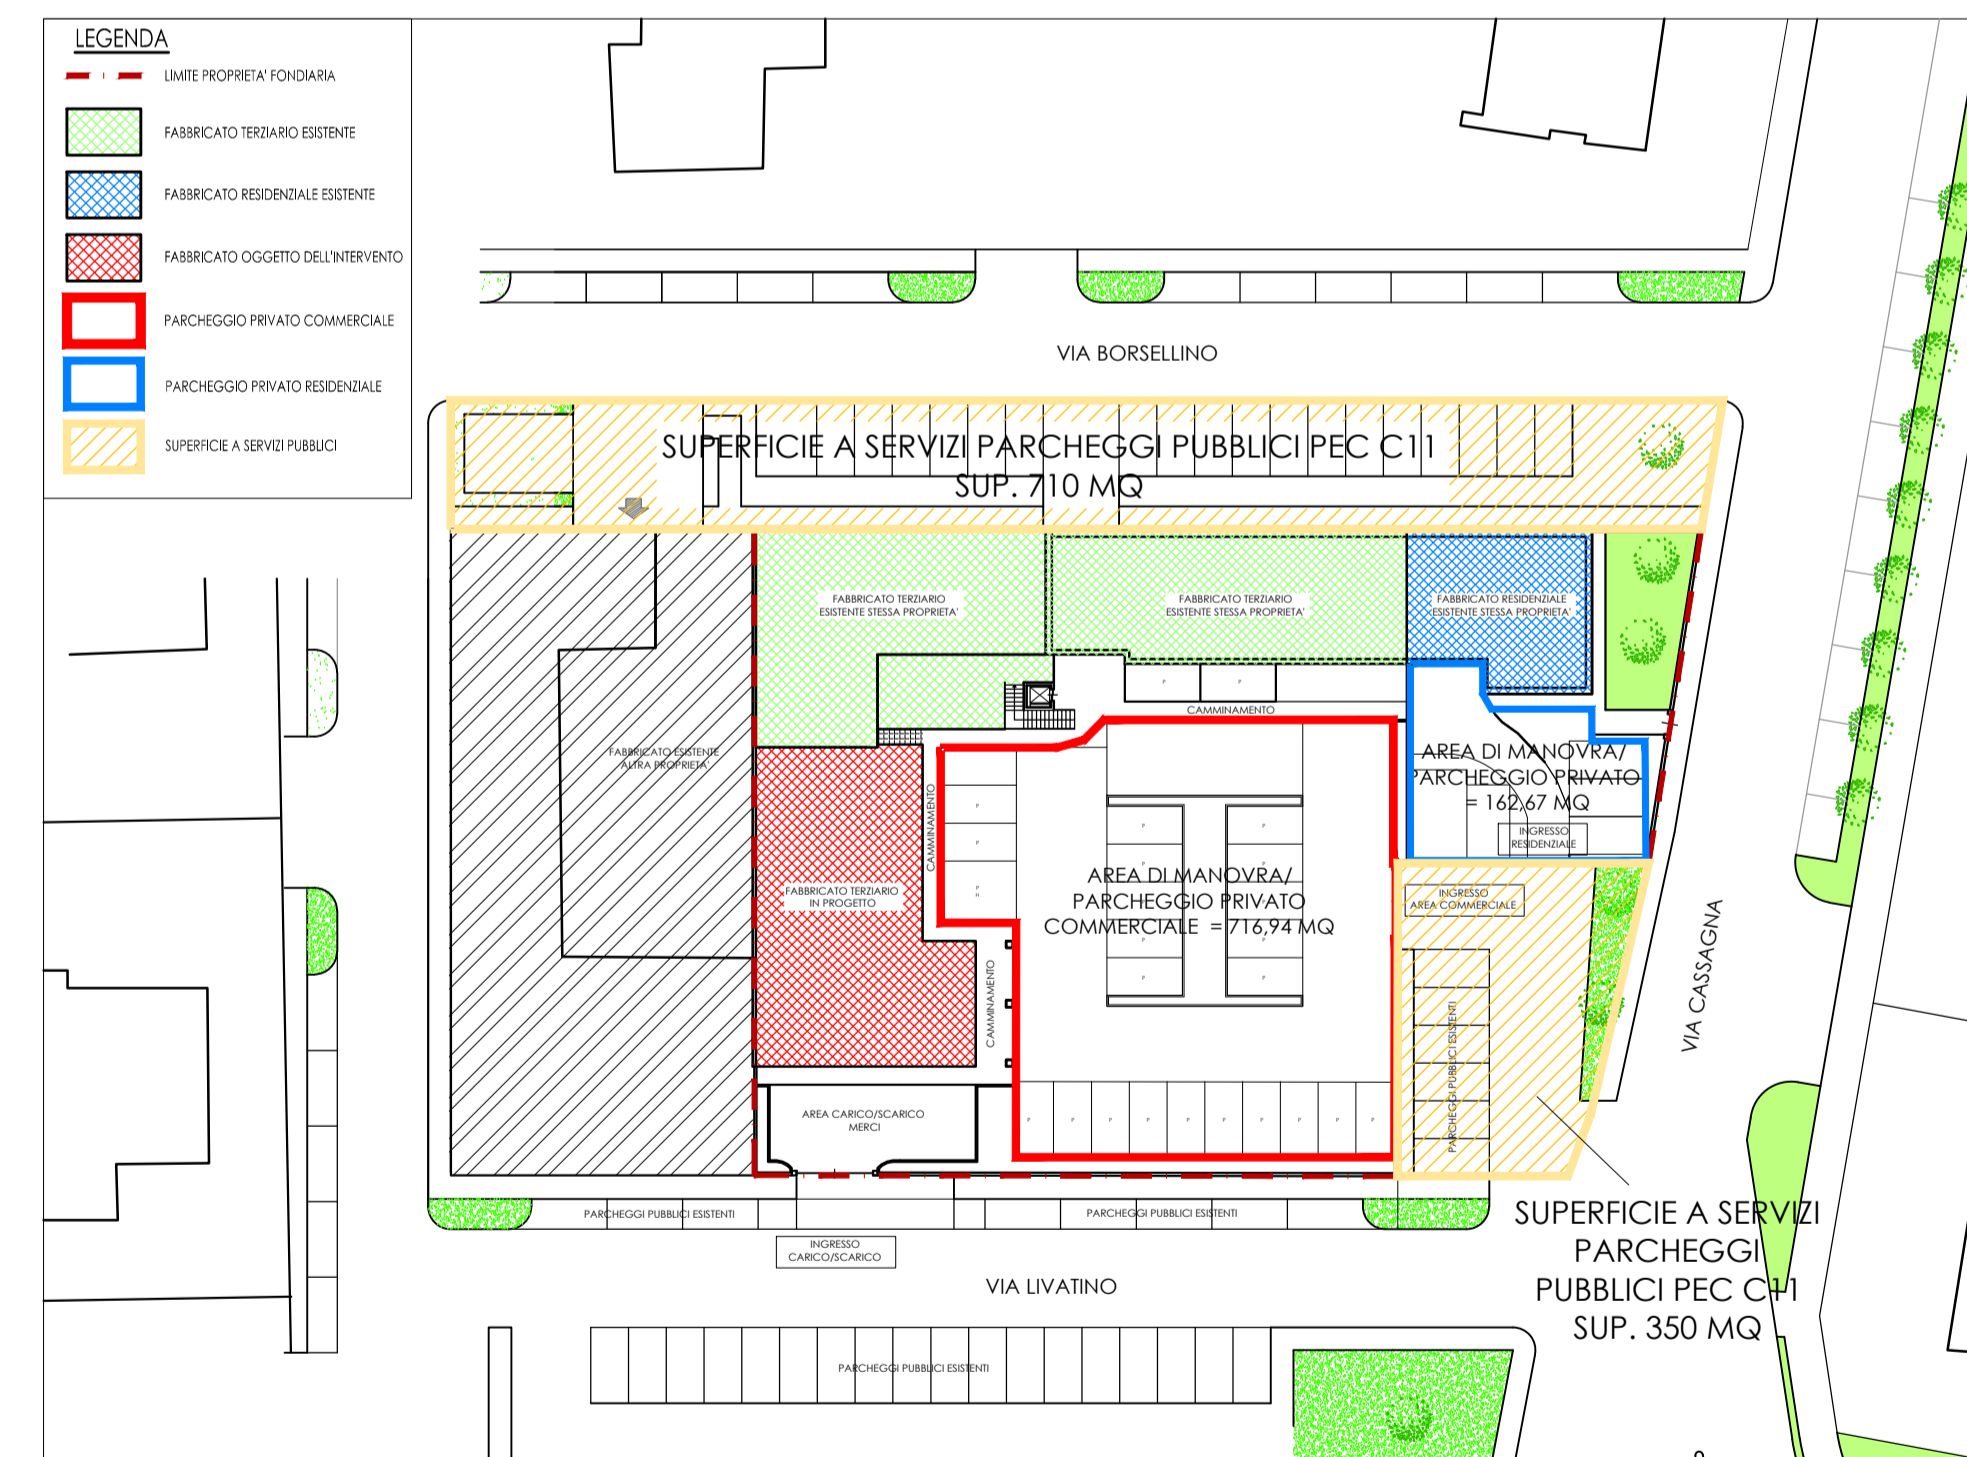 LEGENDA
LIMITE PROPRIETA' FONDIARIA
FABBRICATO TERZIARIO ESISTENTE
FABBRICATO RESIDENZIALE ESISTENTE
FABBRICATO OGGETTO DELL'INTERVENTO
PARCHEGGIO PRIVATO COMMERCIALE
PARCHEGGIO PRIVATO RESIDENZIALE
SUPERFICIE A SERVIZI PUBBLICI
VIA BORSELLINO
SUPERFICIE A SERVIZI PARCHEGGI PUBBLICI PEC C11
SUP. 710 MQ
FABBRICATO TERZIARIO
ESISTENTE STESSA PROPRIETA'
FABBRICATO TERZIARIO
ESISTENTE STESSA PROPRIETA'
FABBRICATO RESIDENZIALE
ESISTENTE STESSA PROPRIETA'
P
P
CAMMINAMENTO
FABBRICATO ESISTENTE
ALTRA PROPRIETA'
AREA DI MANOVRA/
PARCHEGGIO PRIVATO
= 162,67 MQ
INGRESSO
RESIDENZIALE
CAMMINAMENTO
FABBRICATO TERZIARIO
IN PROGETTO
AREA DI MANOVRA/
PARCHEGGIO PRIVATO
COMMERCIALE = 716,94 MQ
INGRESSO
AREA COMMERCIALE
CAMMINAMENTO
PARCHEGGI PUBBLICI ESISTENTI
VIA CASSAGNA
AREA CARICO/SCARICO
MERCI
P P P P P P P P P P
PARCHEGGI PUBBLICI ESISTENTI
PARCHEGGI PUBBLICI ESISTENTI
INGRESSO
CARICO/SCARICO
VIA LIVATINO
SUPERFICIE A SERVIZI
PARCHEGGI
PUBBLICI PEC C11
SUP. 350 MQ
PARCHEGGI PUBBLICI ESISTENTI